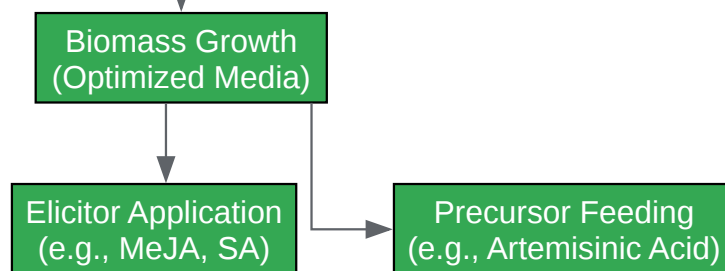 Biomass Growth
(Optimized Media)
Elicitor Application
(e.g., MeJA, SA)
Precursor Feeding
(e.g., Artemisinic Acid)